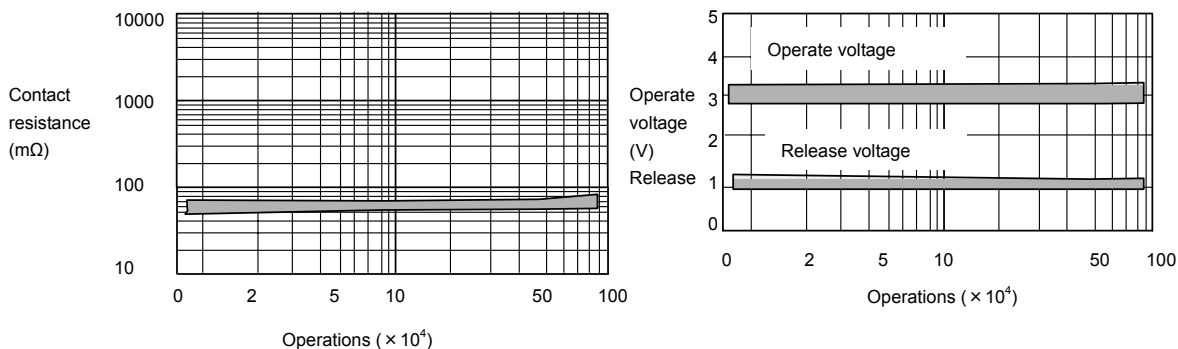 10000
1000
100
10
Contact
resistance
(mΩ)
0 2 5 10 50 100
Operations ( × 10⁴)
5
4
3
2
1
0
Operate
voltage
(V)
Release
Operate voltage
Release voltage
0 2 5 10 50 100
Operations ( × 10⁴)